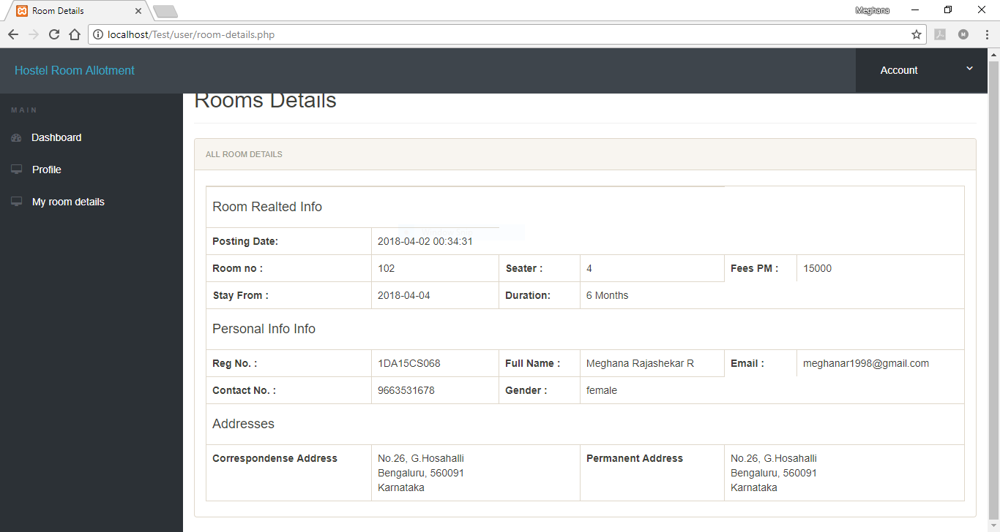 Room Details
Meghana
localhost/Test/user/room-details.php
M
Hostel Room Allotment
Account
MAIN
Dashboard
Profile
My room details
Rooms Details
ALL ROOM DETAILS
Room Realted Info
Posting Date: 2018-04-02 00:34:31
Room no : 102 Seater : 4 Fees PM : 15000
Stay From : 2018-04-04 Duration: 6 Months
Personal Info Info
Reg No. : 1DA15CS068 Full Name : Meghana Rajashekar R Email : meghanar1998@gmail.com
Contact No. : 9663531678 Gender : female
Addresses
Correspondense Address No.26, G.Hosahalli Permanent Address No.26, G.Hosahalli
Bengaluru, 560091 Bengaluru, 560091
Karnataka Karnataka